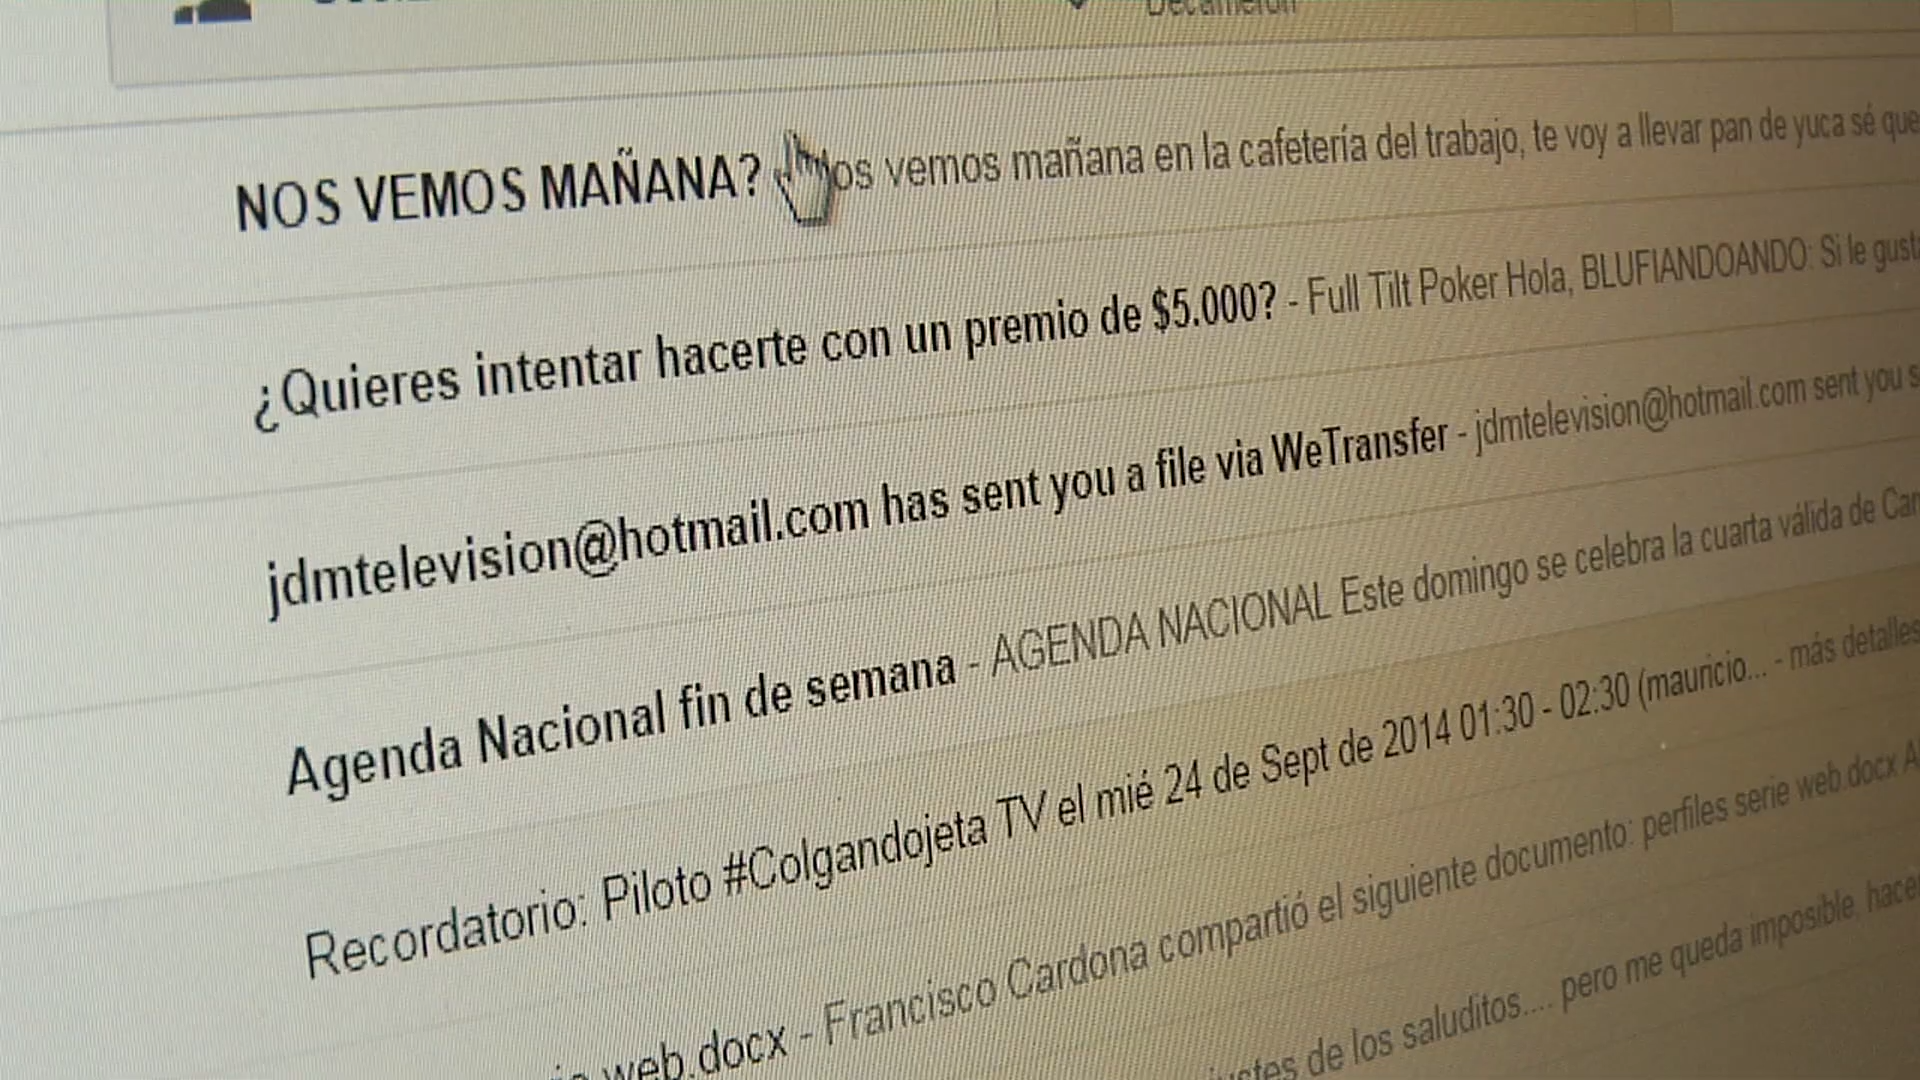 Decameron
NOS VEMOS MAÑANA? os vemos mañana en la cafetería del trabajo, te voy a llevar pan de yuca sé que
¿Quieres intentar hacerte con un premio de $5.000? - Full Tilt Poker Hola, BLUFIANDOANDO: Si le gust
jdmtelevision@hotmail.com has sent you a file via WeTransfer - jdmtelevision@hotmail.com sent you s
Agenda Nacional fin de semana - AGENDA NACIONAL Este domingo se celebra la cuarta válida de Car
Recordatorio: Piloto #Colgandojeta TV el mié 24 de Sept de 2014 01:30 - 02:30 (mauricio... - más detalles
web.docx - Francisco Cardona compartió el siguiente documento: perfiles serie web.docx A
de los saluditos.... pero me queda imposible, hace